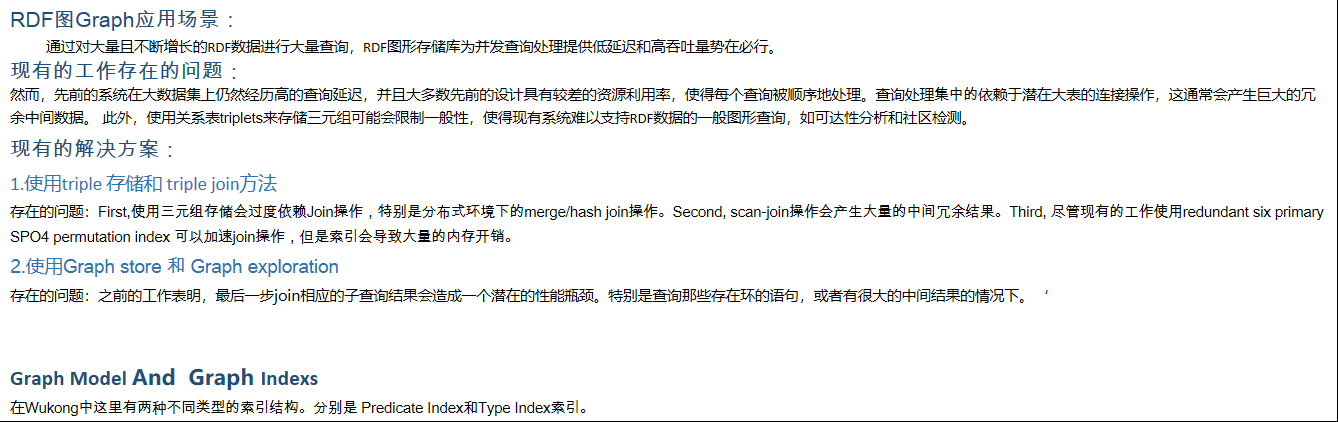 RDF图Graph应用场景：
通过对大量且不断增长的RDF数据进行大量查询，RDF图形存储库为并发查询处理提供低延迟和高吞吐量势在必行。
现有的工作存在的问题：
然而，先前的系统在大数据集上仍然经历高的查询延迟，并且大多数先前的设计具有较差的资源利用率，使得每个查询被顺序地处理。查询处理集中的依赖于潜在大表的连接操作，这通常会产生巨大的冗
余中间数据。 此外，使用关系表triplets来存储三元组可能会限制一般性，使得现有系统难以支持RDF数据的一般图形查询，如可达性分析和社区检测。
现有的解决方案：
1.使用triple 存储和 triple join方法
存在的问题：First,使用三元组存储会过度依赖Join操作，特别是分布式环境下的merge/hash join操作。Second, scan-join操作会产生大量的中间冗余结果。Third, 尽管现有的工作使用redundant six primary
SPO4 permutation index 可以加速join操作，但是索引会导致大量的内存开销。
2.使用Graph store 和 Graph exploration
存在的问题：之前的工作表明，最后一步join相应的子查询结果会造成一个潜在的性能瓶颈。特别是查询那些存在环的语句，或者有很大的中间结果的情况下。 ‘
Graph Model And Graph Indexs
在Wukong中这里有两种不同类型的索引结构。分别是 Predicate Index和Type Index索引。